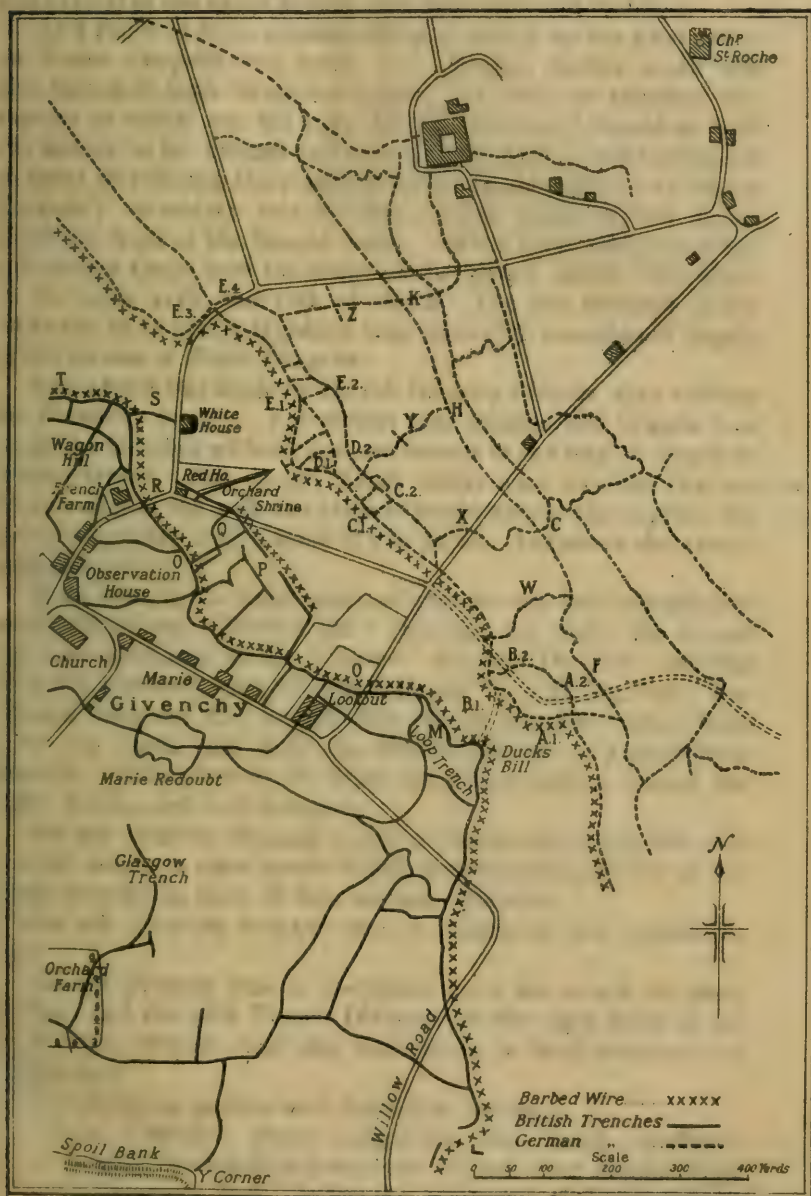 Chp.
St Roche
E.4.
E.3.
Z
K
T
S
E.2.
E.1.
White
House
Y
H
Wagon
Hill
D.2.
D.1.
Red Ho.
French
Farm
R
Orchard
Shrine
C.2.
C.1.
X
C
Q
O
P
Observation
House
W
Church
B.2.
F
Marie
O
A.2.
Givenchy
Lookout
B.1.
M
A.1.
Loop Trench
Ducks
Bill
Marie Redoubt
Glasgow
Trench
N
Orchard
Farm
Willow Road
Barbed Wire ... xxxxx
British Trenches
German "
Scale
L
0 50 100 200 300 400 Yards
Spoil Bank
Y Corner